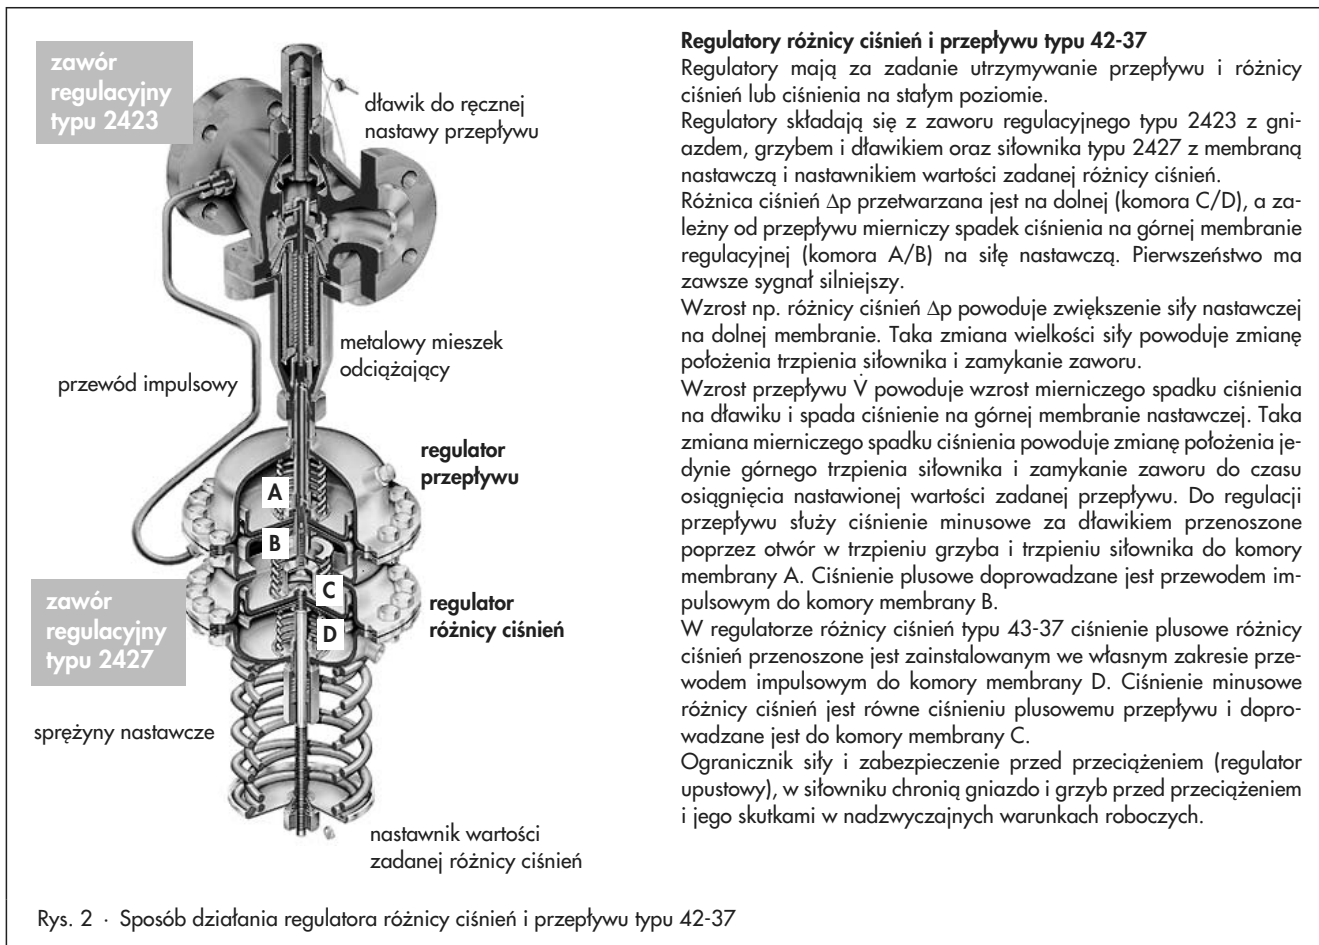 zawór
regulacyjny
typu 2423
dławik do ręcznej
nastawy przepływu
metalowy mieszek
odciążający
przewód impulsowy
regulator
przepływu
A
B
C
D
zawór
regulacyjny
typu 2427
regulator
różnicy ciśnień
sprężyny nastawcze
nastawnik wartości
zadanej różnicy ciśnień
Regulatory różnicy ciśnień i przepływu typu 42-37
Regulatory mają za zadanie utrzymywanie przepływu i różnicy
ciśnień lub ciśnienia na stałym poziomie.
Regulatory składają się z zaworu regulacyjnego typu 2423 z gni-
azdem, grzybem i dławikiem oraz siłownika typu 2427 z membraną
nastawczą i nastawnikiem wartości zadanej różnicy ciśnień.
Różnica ciśnień Δp przetwarzana jest na dolnej (komora C/D), a za-
leżny od przepływu mierniczy spadek ciśnienia na górnej membranie
regulacyjnej (komora A/B) na siłę nastawczą. Pierwszeństwo ma
zawsze sygnał silniejszy.
Wzrost np. różnicy ciśnień Δp powoduje zwiększenie siły nastawczej
na dolnej membranie. Taka zmiana wielkości siły powoduje zmianę
położenia trzpienia siłownika i zamykanie zaworu.
Wzrost przepływu V̇ powoduje wzrost mierniczego spadku ciśnienia
na dławiku i spada ciśnienie na górnej membranie nastawczej. Taka
zmiana mierniczego spadku ciśnienia powoduje zmianę położenia je-
dynie górnego trzpienia siłownika i zamykanie zaworu do czasu
osiągnięcia nastawionej wartości zadanej przepływu. Do regulacji
przepływu służy ciśnienie minusowe za dławikiem przenoszone
poprzez otwór w trzpieniu grzyba i trzpieniu siłownika do komory
membrany A. Ciśnienie plusowe doprowadzane jest przewodem im-
pulsowym do komory membrany B.
W regulatorze różnicy ciśnień typu 43-37 ciśnienie plusowe różnicy
ciśnień przenoszone jest zainstalowanym we własnym zakresie prze-
wodem impulsowym do komory membrany D. Ciśnienie minusowe
różnicy ciśnień jest równe ciśnieniu plusowemu przepływu i dopro-
wadzane jest do komory membrany C.
Ogranicznik siły i zabezpieczenie przed przeciążeniem (regulator
upustowy), w siłowniku chronią gniazdo i grzyb przed przeciążeniem
i jego skutkami w nadzwyczajnych warunkach roboczych.
Rys. 2 · Sposób działania regulatora różnicy ciśnień i przepływu typu 42-37